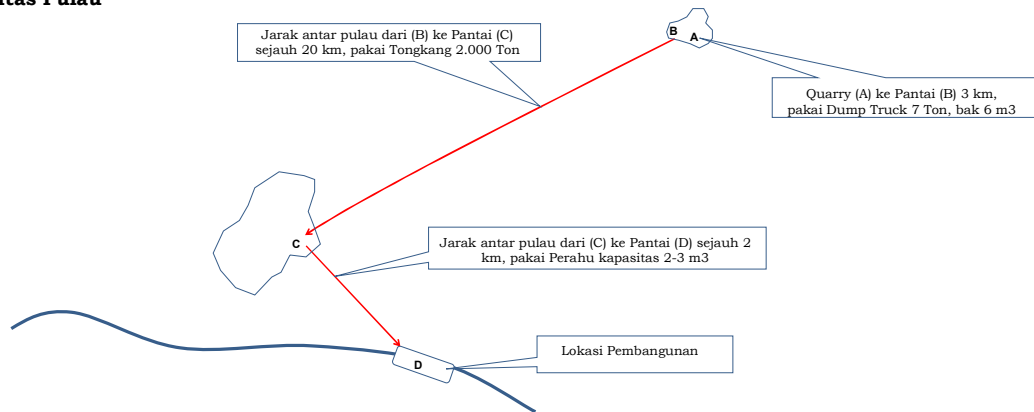 tas Pulau
Jarak antar pulau dari (B) ke Pantai (C)
sejauh 20 km, pakai Tongkang 2.000 Ton
B
A
Quarry (A) ke Pantai (B) 3 km,
pakai Dump Truck 7 Ton, bak 6 m3
C
Jarak antar pulau dari (C) ke Pantai (D) sejauh 2
km, pakai Perahu kapasitas 2-3 m3
Lokasi Pembangunan
D